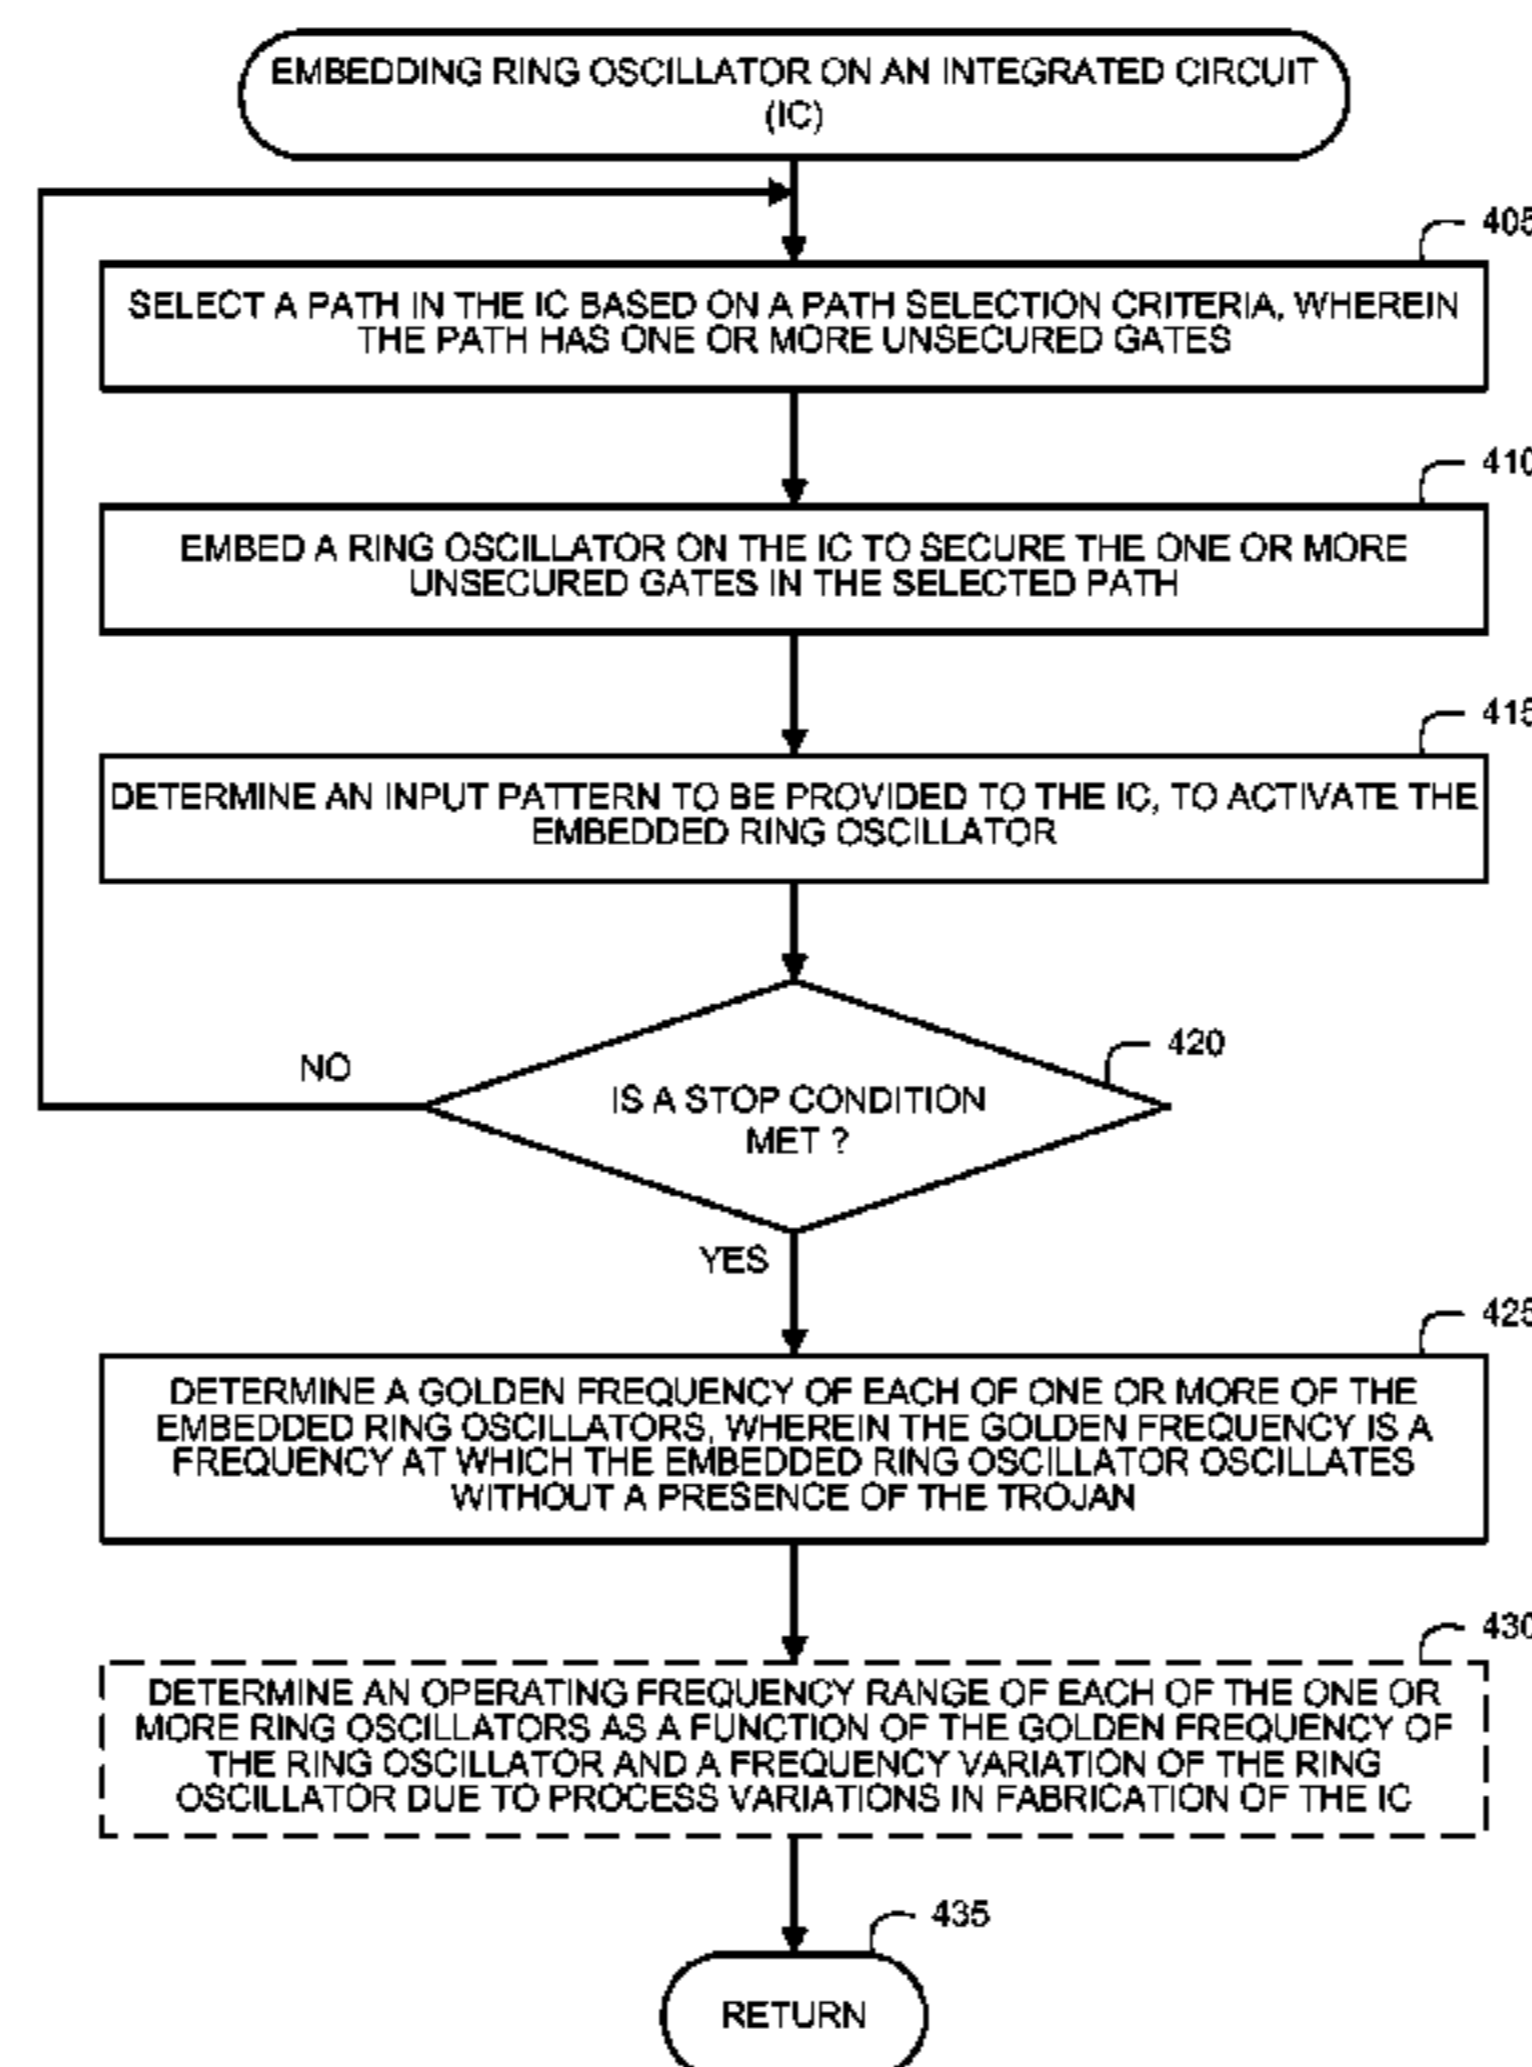 EMBEDDING RING OSCILLATOR ON AN INTEGRATED CIRCUIT
(IC)
405
SELECT A PATH IN THE IC BASED ON A PATH SELECTION CRITERIA, WHEREIN
THE PATH HAS ONE OR MORE UNSECURED GATES
410
EMBED A RING OSCILLATOR ON THE IC TO SECURE THE ONE OR MORE
UNSECURED GATES IN THE SELECTED PATH
415
DETERMINE AN INPUT PATTERN TO BE PROVIDED TO THE IC, TO ACTIVATE THE
EMBEDDED RING OSCILLATOR
420
NO
IS A STOP CONDITION
MET ?
YES
425
DETERMINE A GOLDEN FREQUENCY OF EACH OF ONE OR MORE OF THE
EMBEDDED RING OSCILLATORS, WHEREIN THE GOLDEN FREQUENCY IS A
FREQUENCY AT WHICH THE EMBEDDED RING OSCILLATOR OSCILLATES
WITHOUT A PRESENCE OF THE TROJAN
430
DETERMINE AN OPERATING FREQUENCY RANGE OF EACH OF THE ONE OR
MORE RING OSCILLATORS AS A FUNCTION OF THE GOLDEN FREQUENCY OF
THE RING OSCILLATOR AND A FREQUENCY VARIATION OF THE RING
OSCILLATOR DUE TO PROCESS VARIATIONS IN FABRICATION OF THE IC
435
RETURN